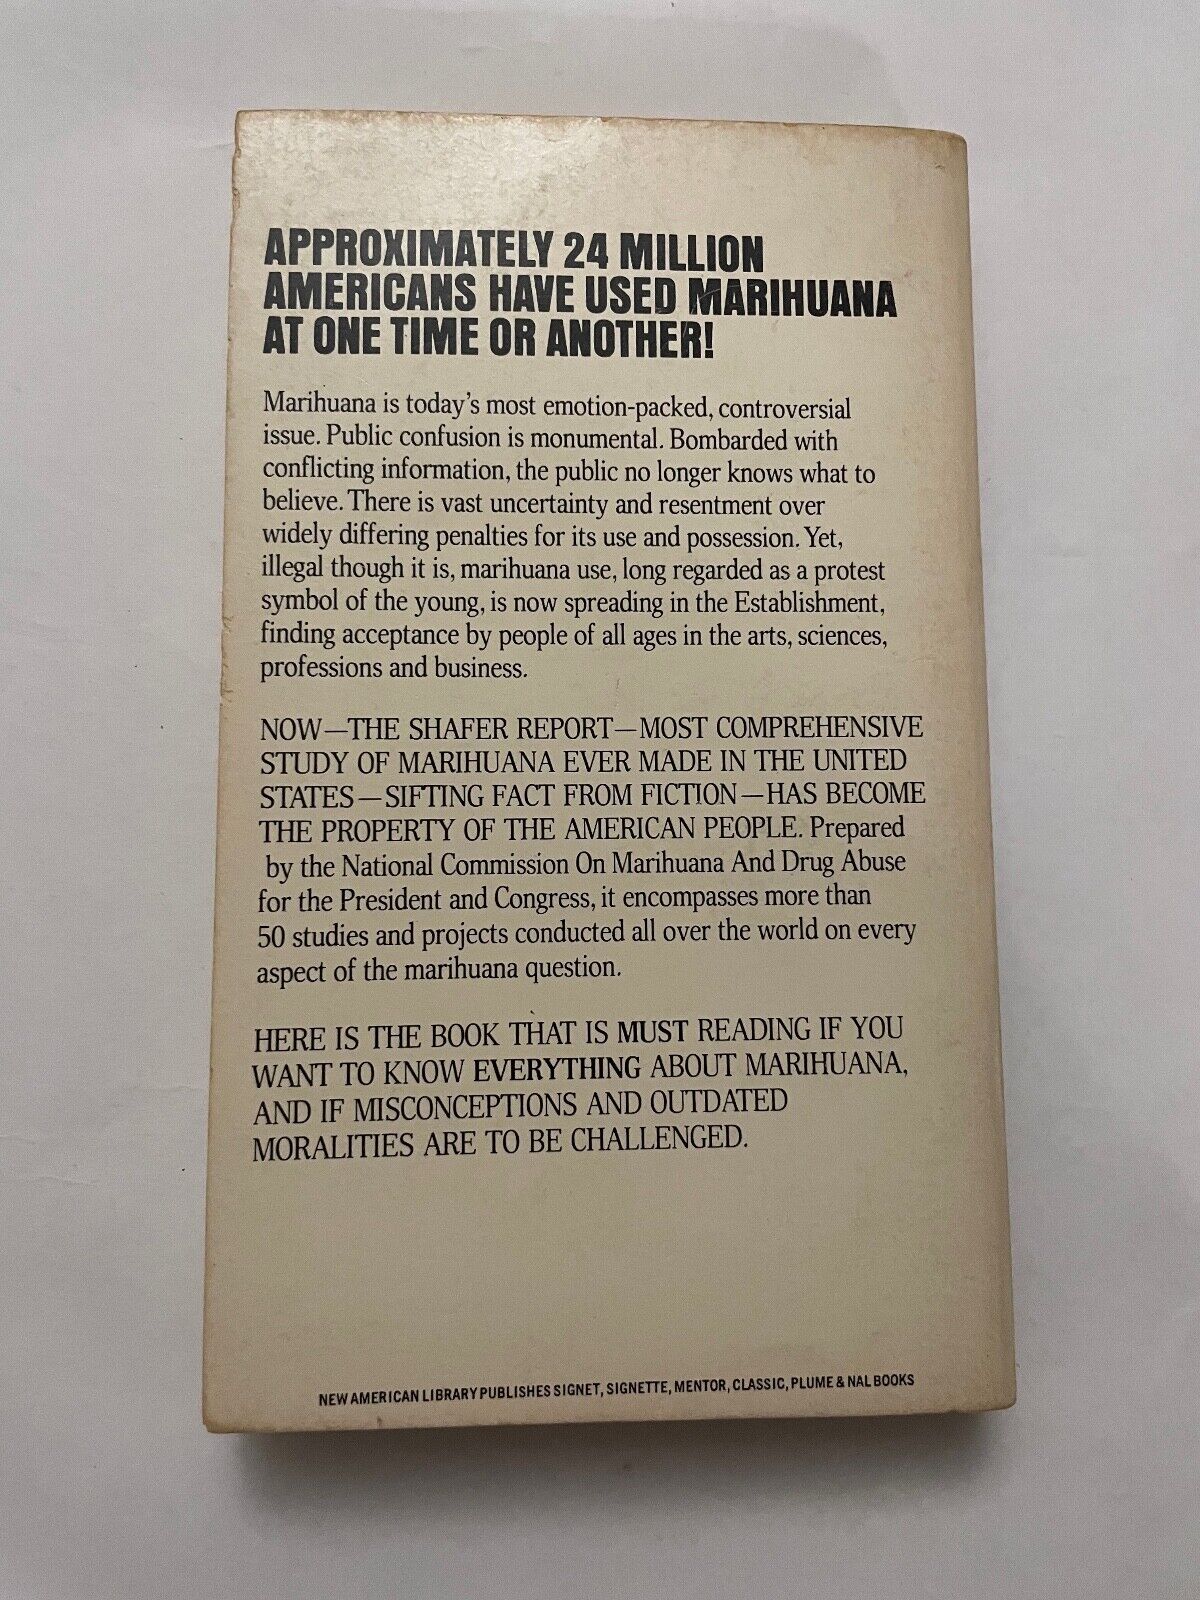 APPROXIMATELY 24 MILLION
AMERICANS HAVE USED MARIHUANA
AT ONE TIME OR ANOTHER!
Marihuana is today's most emotion-packed, controversial
issue. Public confusion is monumental. Bombarded with
conflicting information, the public no longer knows what to
believe. There is vast uncertainty and resentment over
widely differing penalties for its use and possession. Yet,
illegal though it is, marihuana use, long regarded as a protest
symbol of the young, is now spreading in the Establishment,
finding acceptance by people of all ages in the arts, sciences,
professions and business.
NOW—THE SHAFER REPORT—MOST COMPREHENSIVE
STUDY OF MARIHUANA EVER MADE IN THE UNITED
STATES—SIFTING FACT FROM FICTION—HAS BECOME
THE PROPERTY OF THE AMERICAN PEOPLE. Prepared
by the National Commission On Marihuana And Drug Abuse
for the President and Congress, it encompasses more than
50 studies and projects conducted all over the world on every
aspect of the marihuana question.
HERE IS THE BOOK THAT IS MUST READING IF YOU
WANT TO KNOW EVERYTHING ABOUT MARIHUANA,
AND IF MISCONCEPTIONS AND OUTDATED
MORALITIES ARE TO BE CHALLENGED.
NEW AMERICAN LIBRARY PUBLISHES SIGNET, SIGNETTE, MENTOR, CLASSIC, PLUME & NAL BOOKS